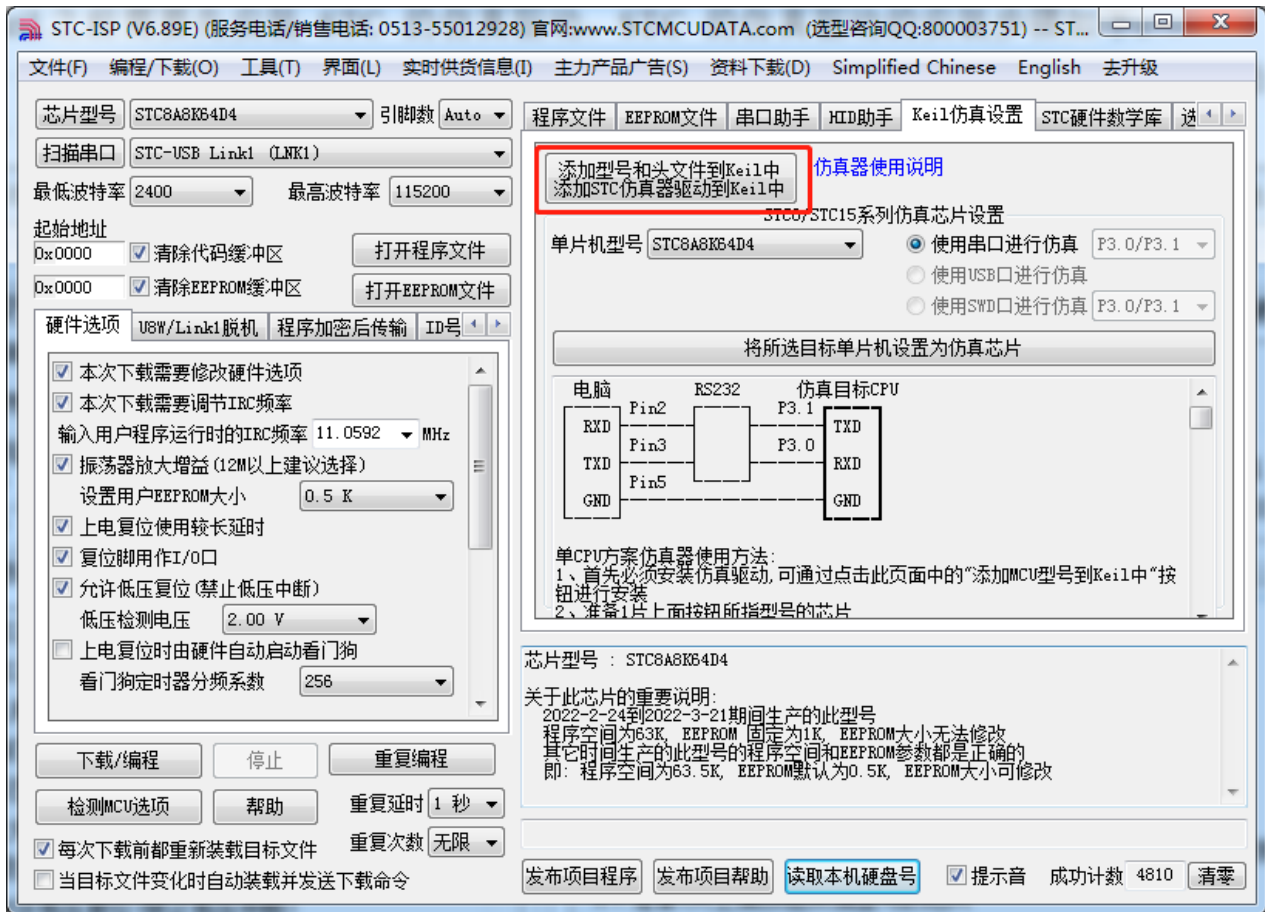 STC-ISP (V6.89E) (服务电话/销售电话: 0513-55012928) 官网:www.STCMCUDATA.com (选型咨询QQ:800003751) -- ST...
文件(F) 编程/下载(O) 工具(T) 界面(L) 实时供货信息(I) 主力产品广告(S) 资料下载(D) Simplified Chinese English 去升级
芯片型号 STC8A8K64D4 引脚数 Auto
扫描串口 STC-USB Link1 (LNK1)
最低波特率 2400 最高波特率 115200
起始地址
0x0000 清除代码缓冲区 打开程序文件
0x0000 清除EEPROM缓冲区 打开EEPROM文件
硬件选项 U8W/Link1脱机 程序加密后传输 ID号
本次下载需要修改硬件选项
本次下载需要调节IRC频率
输入用户程序运行时的IRC频率 11.0592 MHz
振荡器放大增益(12M以上建议选择)
设置用户EEPROM大小 0.5 K
上电复位使用较长延时
复位脚用作I/O口
允许低压复位(禁止低压中断)
低压检测电压 2.00 V
上电复位时由硬件自动启动看门狗
看门狗定时器分频系数 256
下载/编程 停止 重复编程
检测MCU选项 帮助 重复延时 1 秒
每次下载前都重新装载目标文件 重复次数 无限
当目标文件变化时自动装载并发送下载命令
程序文件 EEPROM文件 串口助手 HID助手 Keil仿真设置 STC硬件数学库 选
添加型号和头文件到Keil中
添加STC仿真器驱动到Keil中
仿真器使用说明
STC8/STC15系列仿真芯片设置
单片机型号 STC8A8K64D4 使用串口进行仿真 P3.0/P3.1
使用USB口进行仿真
使用SWD口进行仿真 P3.0/P3.1
将所选目标单片机设置为仿真芯片
电脑 RS232 仿真目标CPU
Pin2 P3.1
RXD TXD
Pin3 P3.0
TXD RXD
Pin5
GND GND
单CPU方案仿真器使用方法:
1、首先必须安装仿真驱动,可通过点击此页面中的“添加MCU型号到Keil中“按
钮进行安装
2、准备1片上面按钮所指型号的芯片
芯片型号 : STC8A8K64D4
关于此芯片的重要说明:
2022-2-24到2022-3-21期间生产的此型号
程序空间为63K, EEPROM 固定为1K, EEPROM大小无法修改
其它时间生产的此型号的程序空间和EEPROM参数都是正确的
即: 程序空间为63.5K, EEPROM默认为0.5K, EEPROM大小可修改
发布项目程序 发布项目帮助 读取本机硬盘号 提示音 成功计数 4810 清零